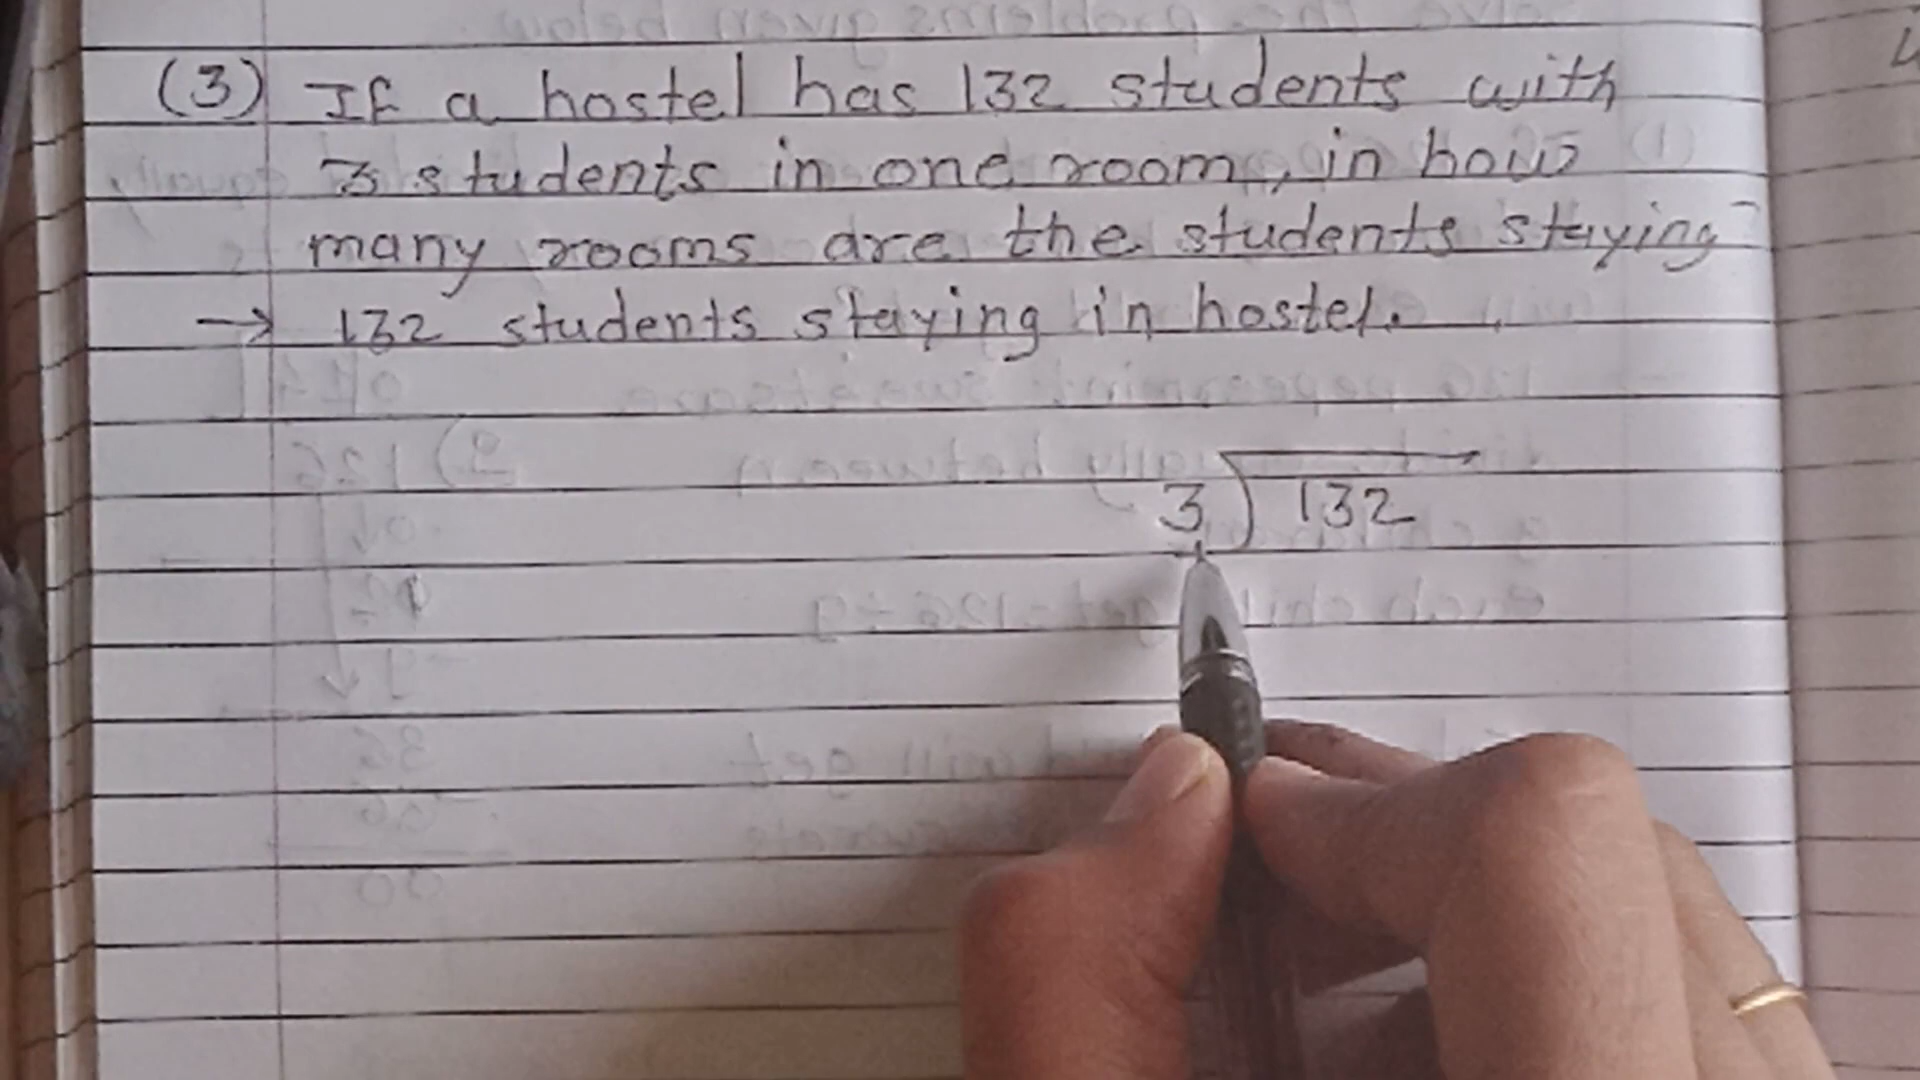 (3) If a hostel has 132 students with
3 students in one room, in how
many rooms are the students staying?
→ 132 students staying in hostel.
3) 132